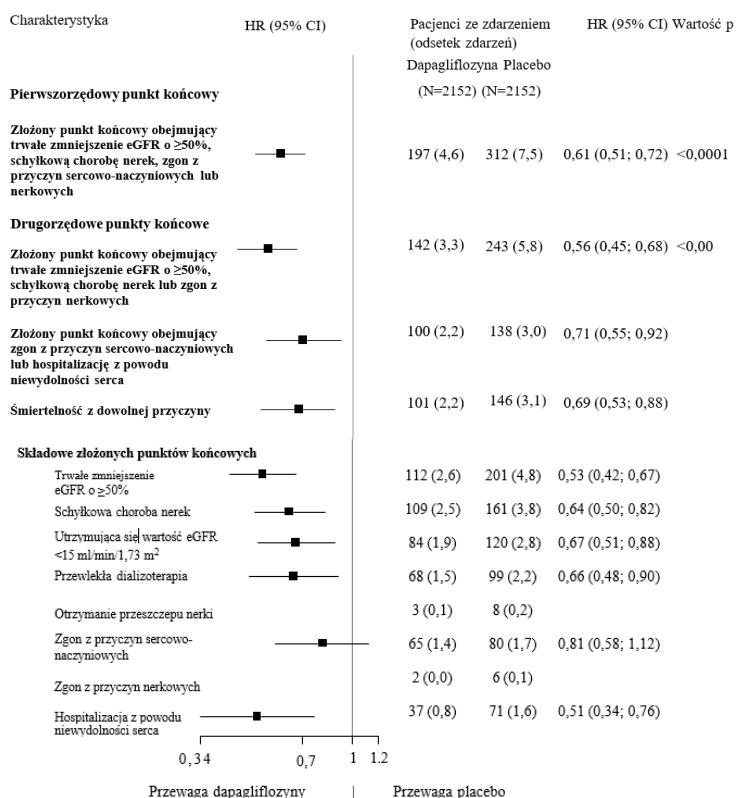 Charakterystyka HR (95% CI) Pacjenci ze zdarzeniem HR (95% CI) Wartość p
(odsetek zdarzeń)
Dapagliflozyna Placebo
Pierwszorzędowy punkt końcowy (N=2152) (N=2152)
Złożony punkt końcowy obejmujący
trwałe zmniejszenie eGFR o ≥50%,
schyłkową chorobę nerek, zgon z
przyczyn sercowo-naczyniowych lub
nerkowych
197 (4,6) 312 (7,5) 0,61 (0,51; 0,72) <0,0001
Drugorzędowe punkty końcowe
Złożony punkt końcowy obejmujący
trwałe zmniejszenie eGFR o ≥50%,
schyłkową chorobę nerek lub zgon z
przyczyn nerkowych
142 (3,3) 243 (5,8) 0,56 (0,45; 0,68) <0,00
Złożony punkt końcowy obejmujący
zgon z przyczyn sercowo-naczyniowych
lub hospitalizację z powodu
niewydolności serca
100 (2,2) 138 (3,0) 0,71 (0,55; 0,92)
Śmiertelność z dowolnej przyczyny 101 (2,2) 146 (3,1) 0,69 (0,53; 0,88)
Składowe złożonych punktów końcowych
Trwałe zmniejszenie
eGFR o ≥50%
112 (2,6) 201 (4,8) 0,53 (0,42; 0,67)
Schyłkowa choroba nerek 109 (2,5) 161 (3,8) 0,64 (0,50; 0,82)
Utrzymująca się wartość eGFR
<15 ml/min/1,73 m²
84 (1,9) 120 (2,8) 0,67 (0,51; 0,88)
Przewlekła dializoterapia 68 (1,5) 99 (2,2) 0,66 (0,48; 0,90)
Otrzymanie przeszczepu nerki 3 (0,1) 8 (0,2)
Zgon z przyczyn sercowo-
naczyniowych
65 (1,4) 80 (1,7) 0,81 (0,58; 1,12)
Zgon z przyczyn nerkowych 2 (0,0) 6 (0,1)
Hospitalizacja z powodu
niewydolności serca
37 (0,8) 71 (1,6) 0,51 (0,34; 0,76)
0,34 0,7 1 1.2
Przewaga dapagliflozyny Przewaga placebo